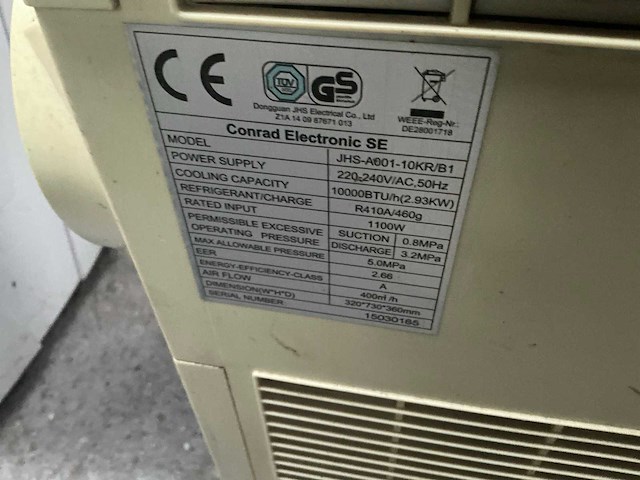 CE
TÜV
GS
Dongguan JHS Electrical Co., Ltd
Z1A 14 09 87671 013
WEEE-Reg-Nr.:
DE28001718
Conrad Electronic SE
MODEL JHS-A001-10KR/B1
POWER SUPPLY 220-240V/AC,50Hz
COOLING CAPACITY 10000BTU/h(2.93KW)
REFRIGERANT/CHARGE R410A/460g
RATED INPUT 1100W
PERMISSIBLE EXCESSIVE OPERATING PRESSURE SUCTION 0.8MPa
DISCHARGE 3.2MPa
MAX ALLOWABLE PRESSURE 5.0MPa
EER 2.66
ENERGY-EFFICIENCY-CLASS A
AIR FLOW 400㎥/h
DIMENSION(W*H*D) 320*730*360mm
SERIAL NUMBER 15030165